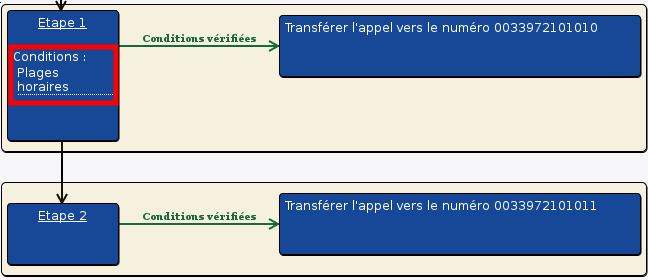 Etape 1
Conditions vérifiées
Transférer l'appel vers le numéro 0033972101010
Conditions :
Plages
horaires
Etape 2
Conditions vérifiées
Transférer l'appel vers le numéro 0033972101011